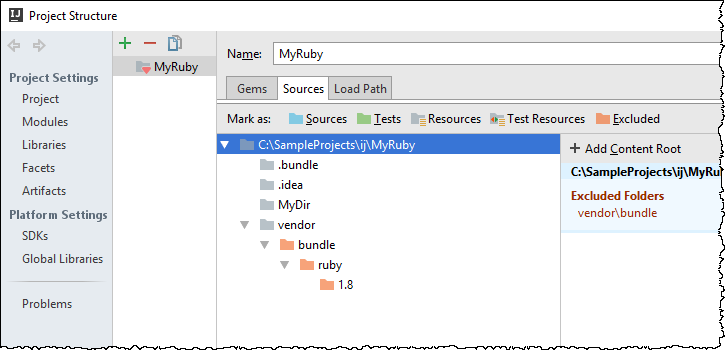 IJ Project Structure
Project Settings
Project
Modules
Libraries
Facets
Artifacts
Platform Settings
SDKs
Global Libraries
Problems
MyRuby
Name: MyRuby
Gems Sources Load Path
Mark as: Sources Tests Resources Test Resources Excluded
C:\SampleProjects\ij\MyRuby
.bundle
.idea
MyDir
vendor
bundle
ruby
1.8
+ Add Content Root
C:\SampleProjects\ij\MyRu
Excluded Folders
vendor\bundle